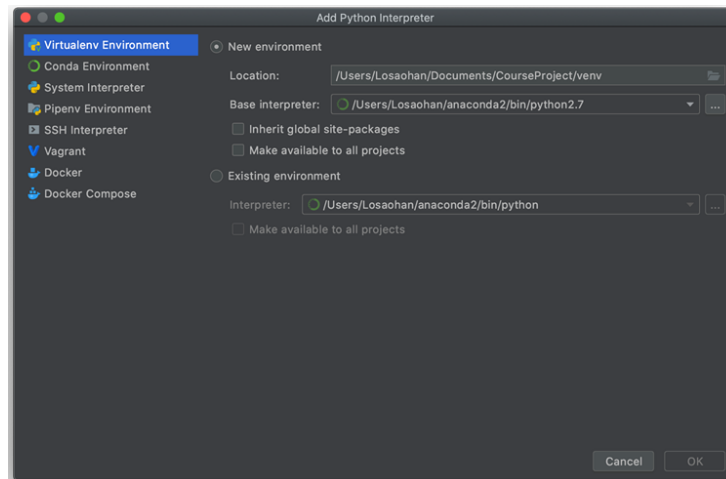 Add Python Interpreter
Virtualenv Environment
Conda Environment
System Interpreter
Pipenv Environment
SSH Interpreter
Vagrant
Docker
Docker Compose
New environment
Location: /Users/Losaohan/Documents/CourseProject/venv
Base interpreter: /Users/Losaohan/anaconda2/bin/python2.7 ...
Inherit global site-packages
Make available to all projects
Existing environment
Interpreter: /Users/Losaohan/anaconda2/bin/python ...
Make available to all projects
Cancel OK